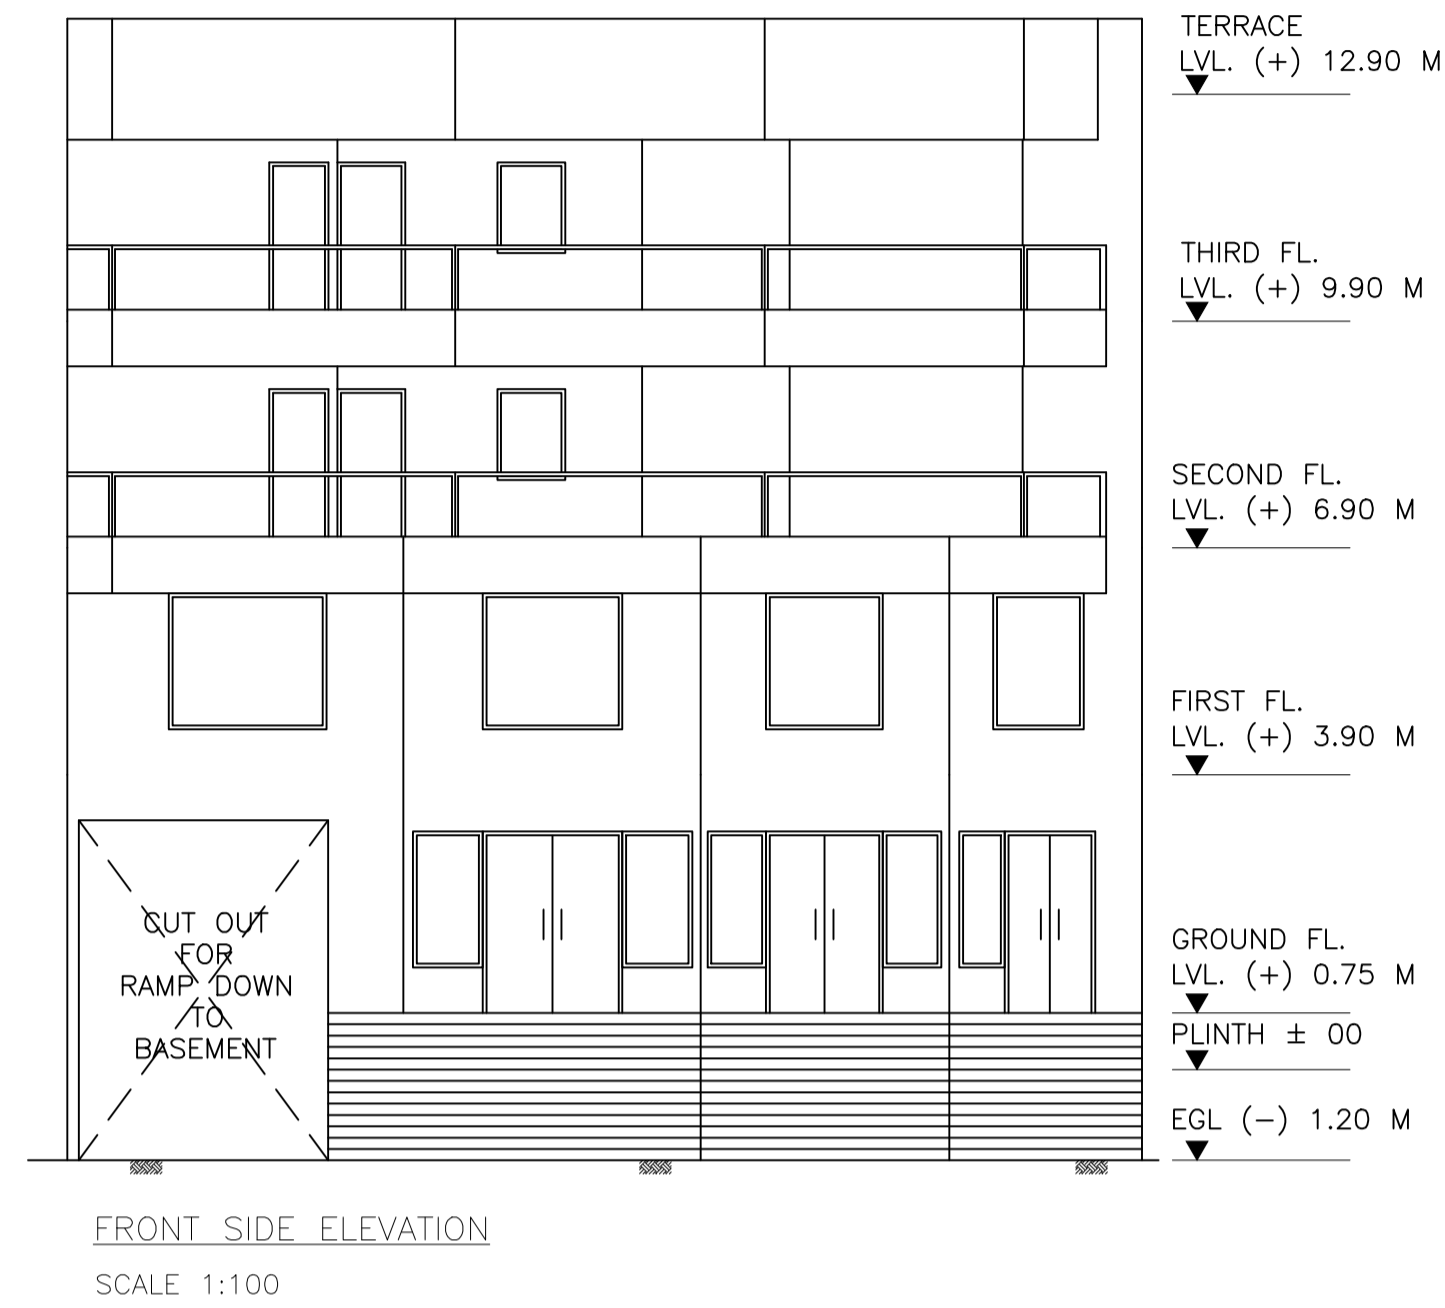 TERRACE
LVL. (+) 12.90 M
THIRD FL.
LVL. (+) 9.90 M
SECOND FL.
LVL. (+) 6.90 M
FIRST FL.
LVL. (+) 3.90 M
CUT OUT
FOR
RAMP DOWN
TO
BASEMENT
GROUND FL.
LVL. (+) 0.75 M
PLINTH ± 00
EGL (-) 1.20 M
FRONT SIDE ELEVATION
SCALE 1:100